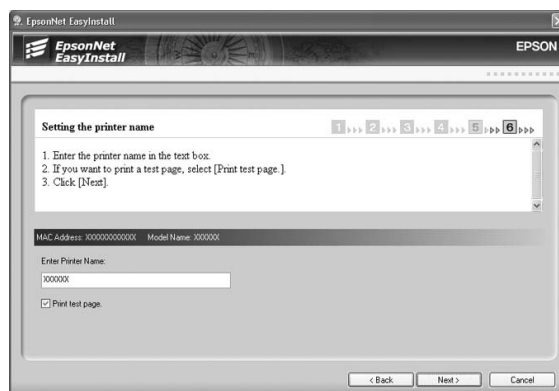 EpsonNet EasyInstall
EpsonNet
EasyInstall
EPSON
Setting the printer name
1 2 3 4 5 6
1. Enter the printer name in the text box.
2. If you want to print a test page, select [Print test page.].
3. Click [Next].
MAC Address: XXXXXXXXXXXX Model Name: XXXXXX
Enter Printer Name:
XXXXXX
Print test page.
< Back Next > Cancel